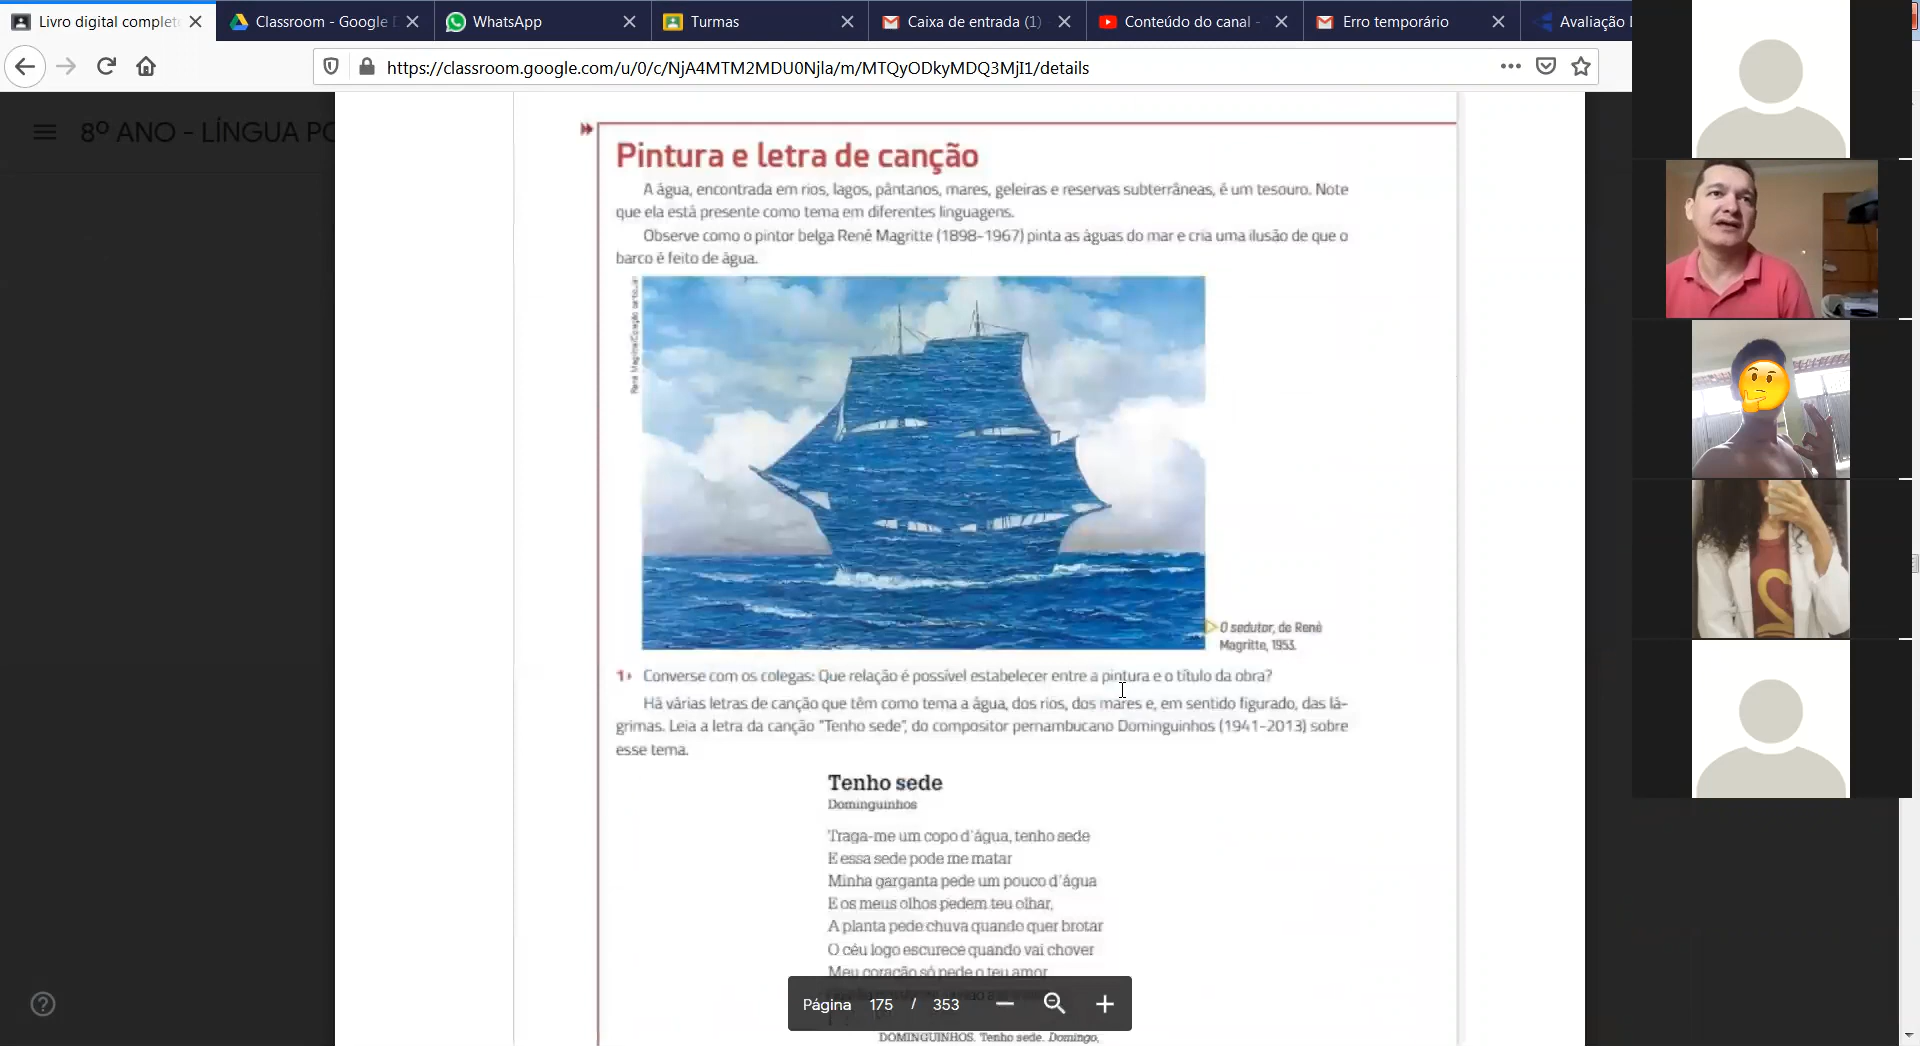 Livro digital complet
Classroom - Google D
WhatsApp
Turmas
Caixa de entrada (1)
Conteúdo do canal -
Erro temporário
Avaliação
https://classroom.google.com/u/0/c/NjA4MTM2MDU0Njla/m/MTQyODkyMDQ3MjI1/details
8º ANO - LÍNGUA PO
Pintura e letra de canção
A água, encontrada em rios, lagos, pântanos, mares, geleiras e reservas subterrâneas, é um tesouro. Note
que ela está presente como tema em diferentes linguagens.
Observe como o pintor belga René Magritte (1898-1967) pinta as águas do mar e cria uma ilusão de que o
barco é feito de água.
O sedutor, de René
Magritte, 1953.
1 Converse com os colegas: Que relação é possível estabelecer entre a pintura e o título da obra?
Há várias letras de canção que têm como tema a água, dos rios, dos mares e, em sentido figurado, das lá-
grimas. Leia a letra da canção "Tenho sede", do compositor pernambucano Dominguinhos (1941-2013) sobre
esse tema.
Tenho sede
Dominguinhos
Traga-me um copo d'água, tenho sede
E essa sede pode me matar
Minha garganta pede um pouco d'água
E os meus olhos pedem teu olhar,
A planta pede chuva quando quer brotar
O céu logo escurece quando vai chover
Meu coração só pede o teu amor
Página 175 / 353
DOMINGUINHOS. Tenho sede. Domingo,